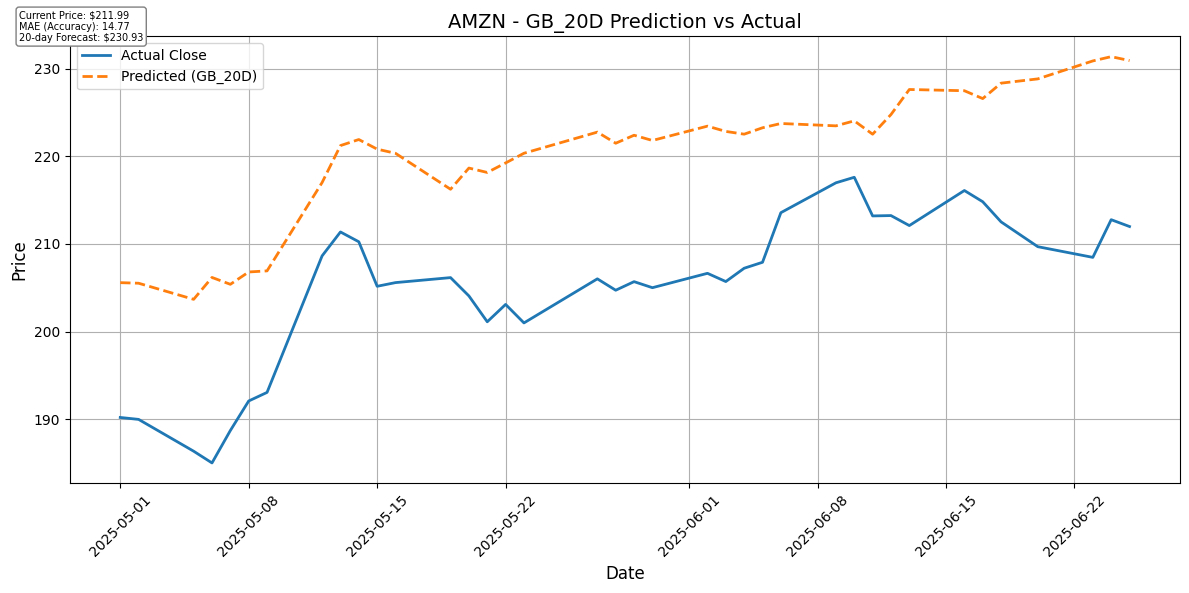 AMZN - GB_20D Prediction vs Actual
Current Price: $211.99
MAE (Accuracy): 14.77
20-day Forecast: $230.93
Actual Close
Predicted (GB_20D)
Price
230
220
210
200
190
2025-05-01
2025-05-08
2025-05-15
2025-05-22
2025-06-01
2025-06-08
2025-06-15
2025-06-22
Date